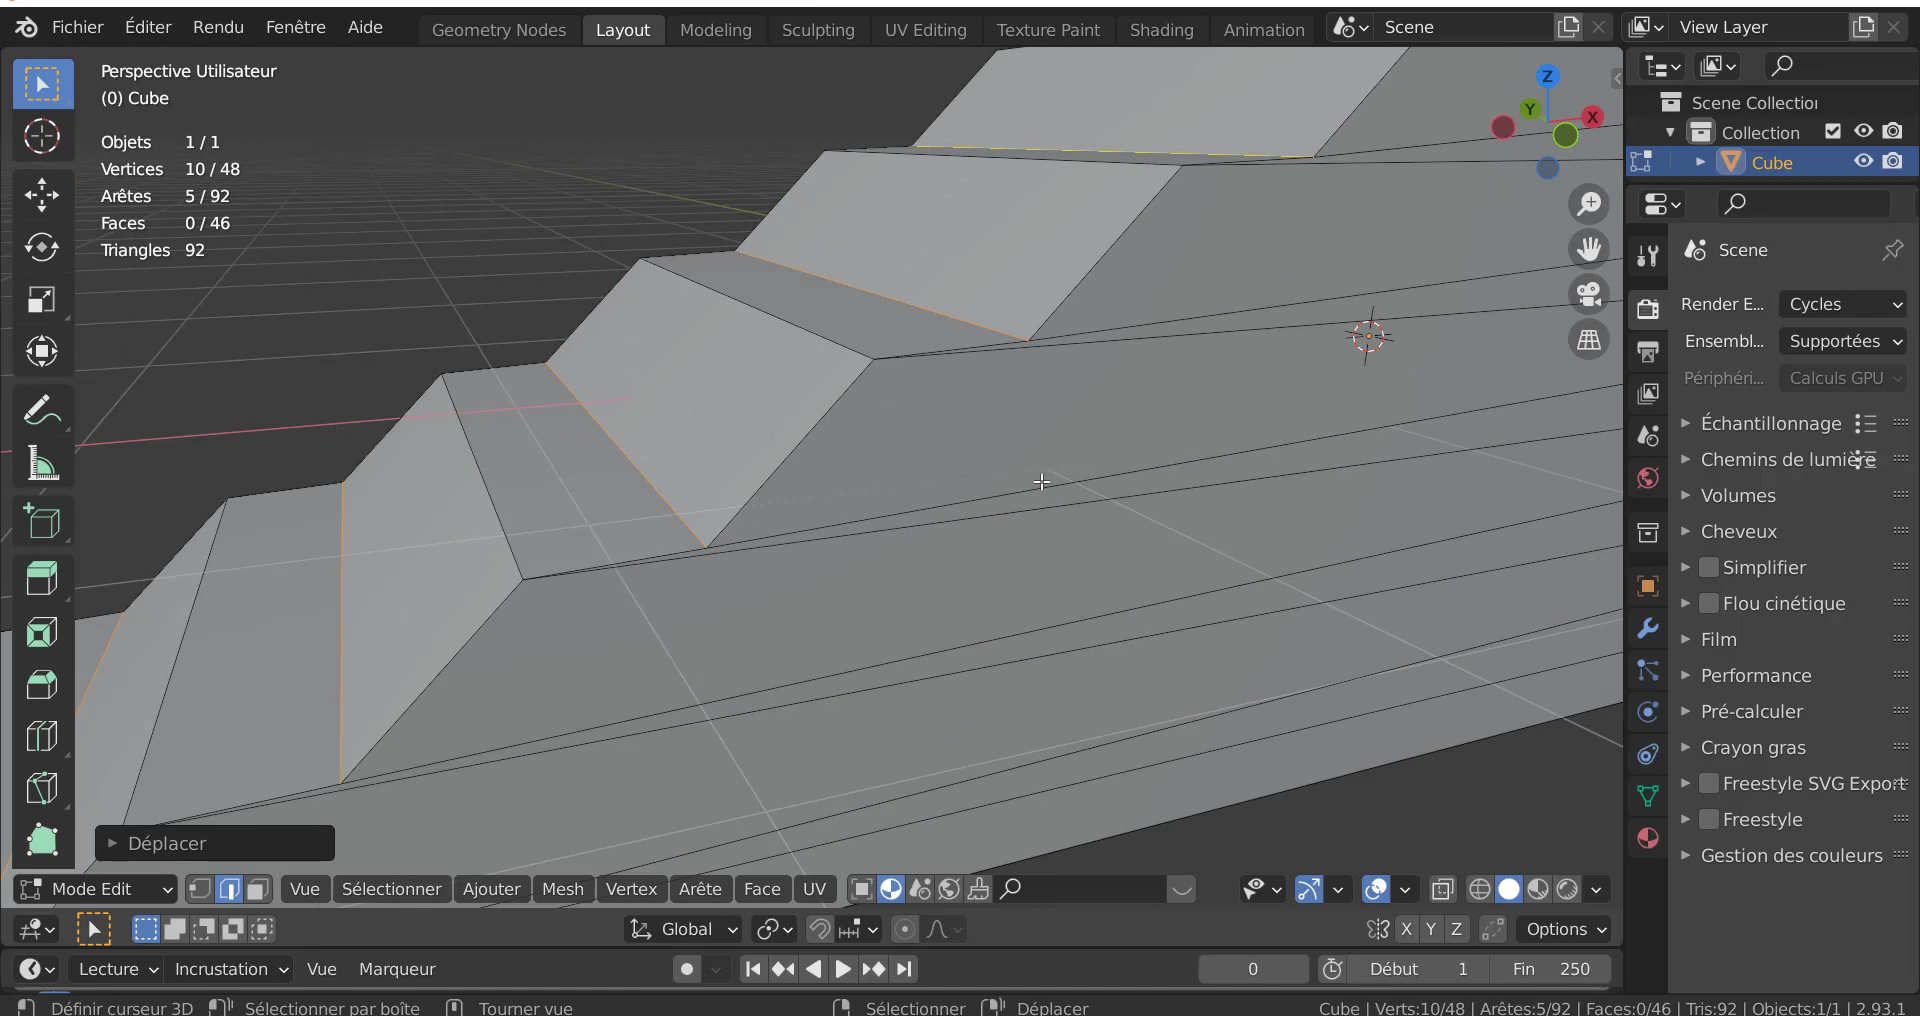 Fichier Éditer Rendu Fenêtre Aide Geometry Nodes Layout Modeling Sculpting UV Editing Texture Paint Shading Animation Scene View Layer
Perspective Utilisateur
(0) Cube
Objets 1 / 1
Vertices 10 / 48
Arêtes 5 / 92
Faces 0 / 46
Triangles 92
Z
Y
X
Scene Collection
Collection
Cube
Scene
Render E... Cycles
Ensembl... Supportées
Périphéri... Calculs GPU
Échantillonnage
Chemins de lumière
Volumes
Cheveux
Simplifier
Flou cinétique
Film
Performance
Pré-calculer
Crayon gras
Freestyle SVG Export
Freestyle
Gestion des couleurs
Déplacer
Mode Edit Vue Sélectionner Ajouter Mesh Vertex Arête Face UV
Global X Y Z Options
Lecture Incrustation Vue Marqueur 0 Début 1 Fin 250
Définir curseur 3D Sélectionner par boîte Tourner vue Sélectionner Déplacer Cube | Verts:10/48 | Arêtes:5/92 | Faces:0/46 | Tris:92 | Objects:1/1 | 2.93.1